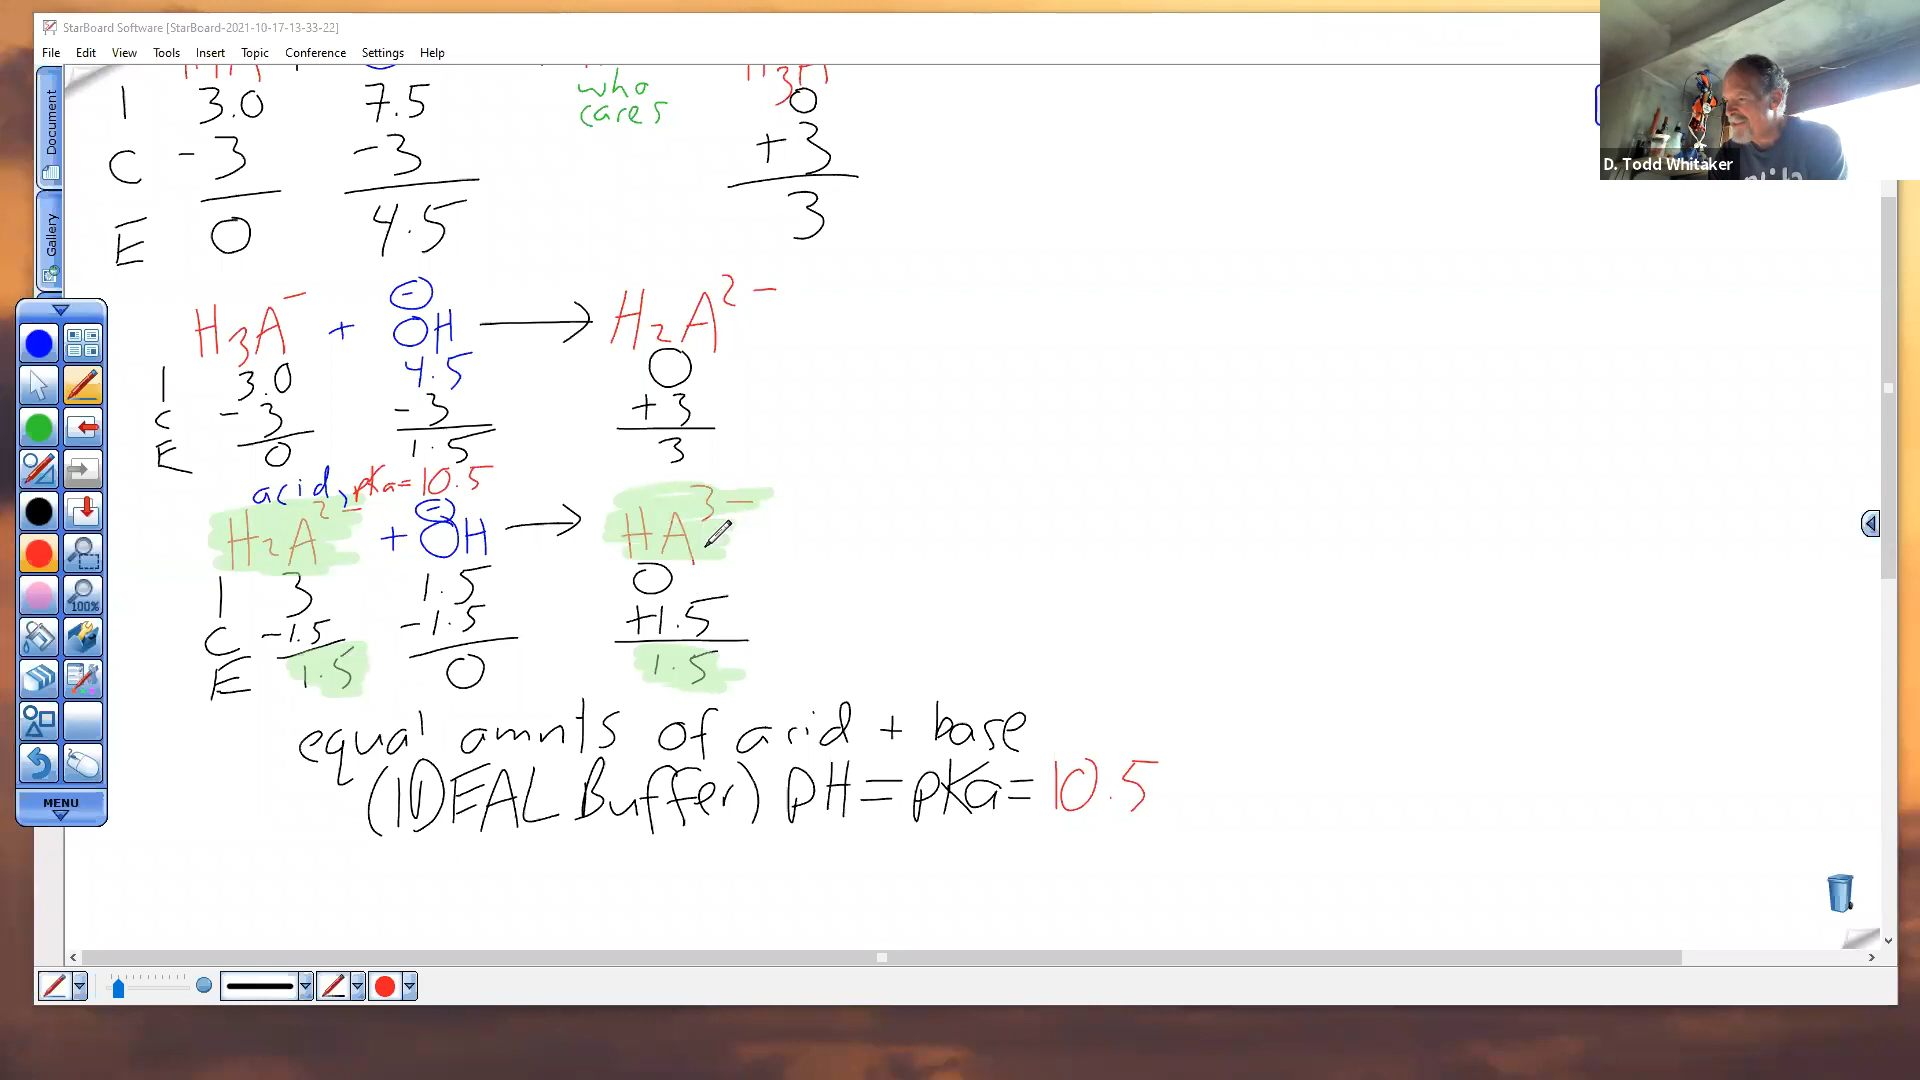 StarBoard Software [StarBoard-2021-10-17-13-33-22]
File Edit View Tools Insert Topic Conference Settings Help
Document
Gallery
who
cares
I 3.0 7.5 0
C -3 -3 +3
E 0 4.5 3
H3A⁻ + ⊖OH → H2A²⁻
I 3.0 4.5 0
C -3 -3 +3
E 0 1.5 3
acid, pKa=10.5
H2A²⁻ + ⊖OH → HA³⁻
I 3 1.5 0
C -1.5 -1.5 +1.5
E 1.5 0 1.5
equal amnts of acid + base
(IDEAL Buffer) pH = pKa = 10.5
100%
MENU
D. Todd Whitaker